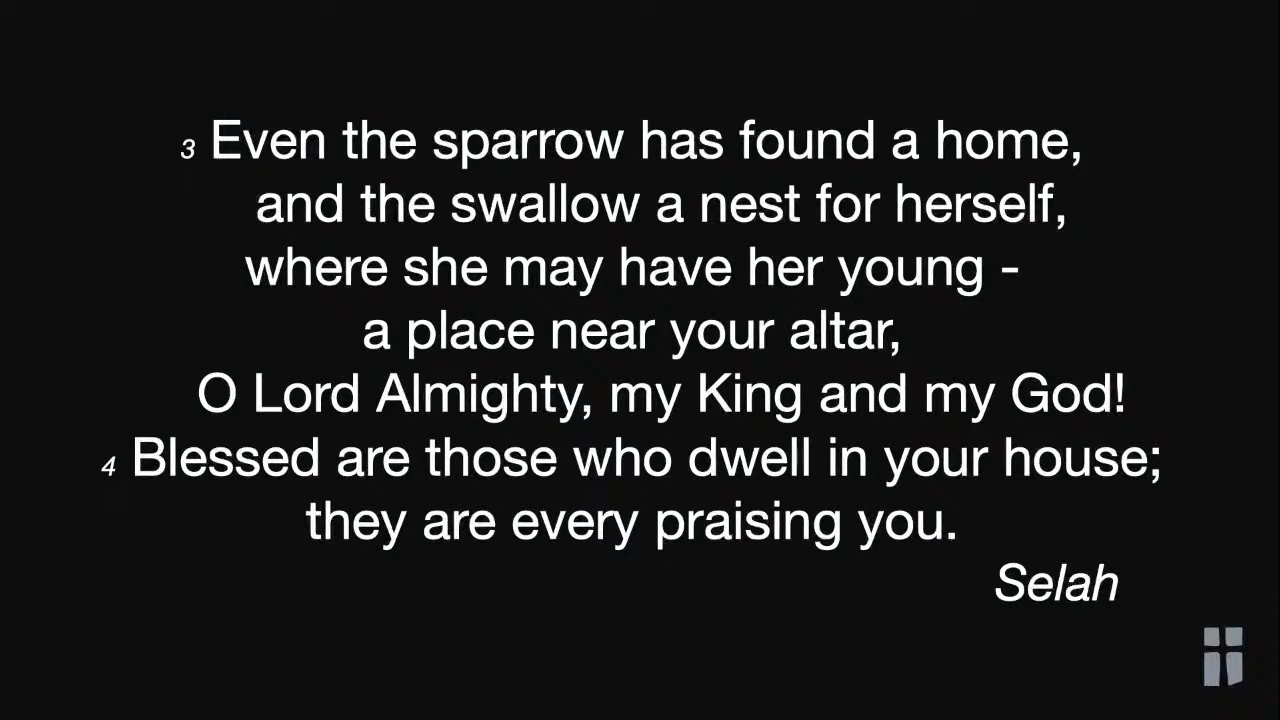 3 Even the sparrow has found a home,
and the swallow a nest for herself,
where she may have her young -
a place near your altar,
O Lord Almighty, my King and my God!
4 Blessed are those who dwell in your house;
they are every praising you.
Selah